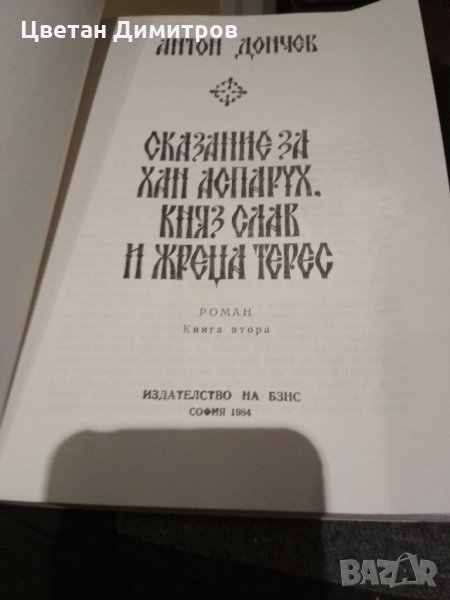 Цветан Димитров
АНТОН ДОНЧЕВ
СКАЗАНИЕ ЗА
ХАН АСПАРУХ,
КНЯЗ СЛАВ
И ЖРЕЦА ТЕРЕС
РОМАН
Книга втора
ИЗДАТЕЛСТВО НА БЗНС
СОФИЯ 1984
BAZAR